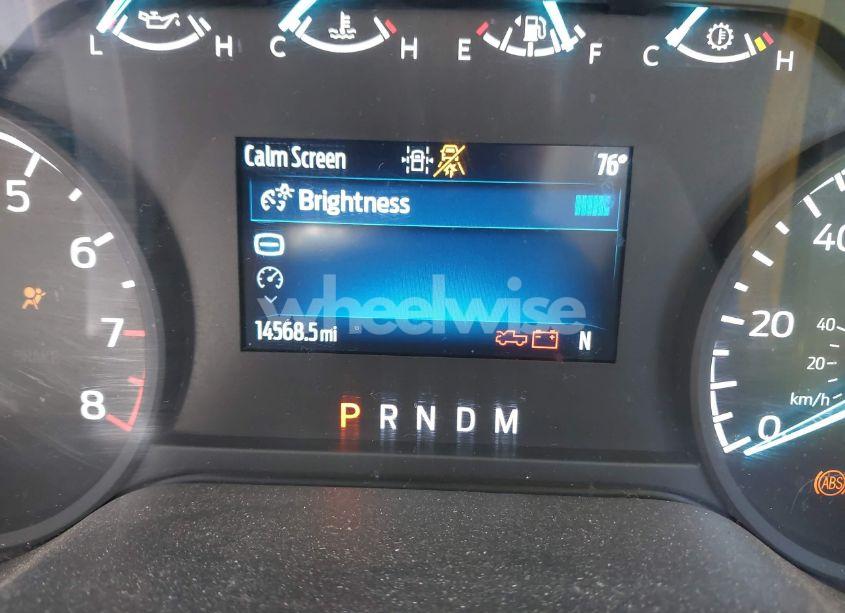 L H C H E F C H
Calm Screen 76°
Brightness
5
6
7
8
wheelwise
14568.5 mi N
P R N D M
40
20
0
40
20
km/h
ABS